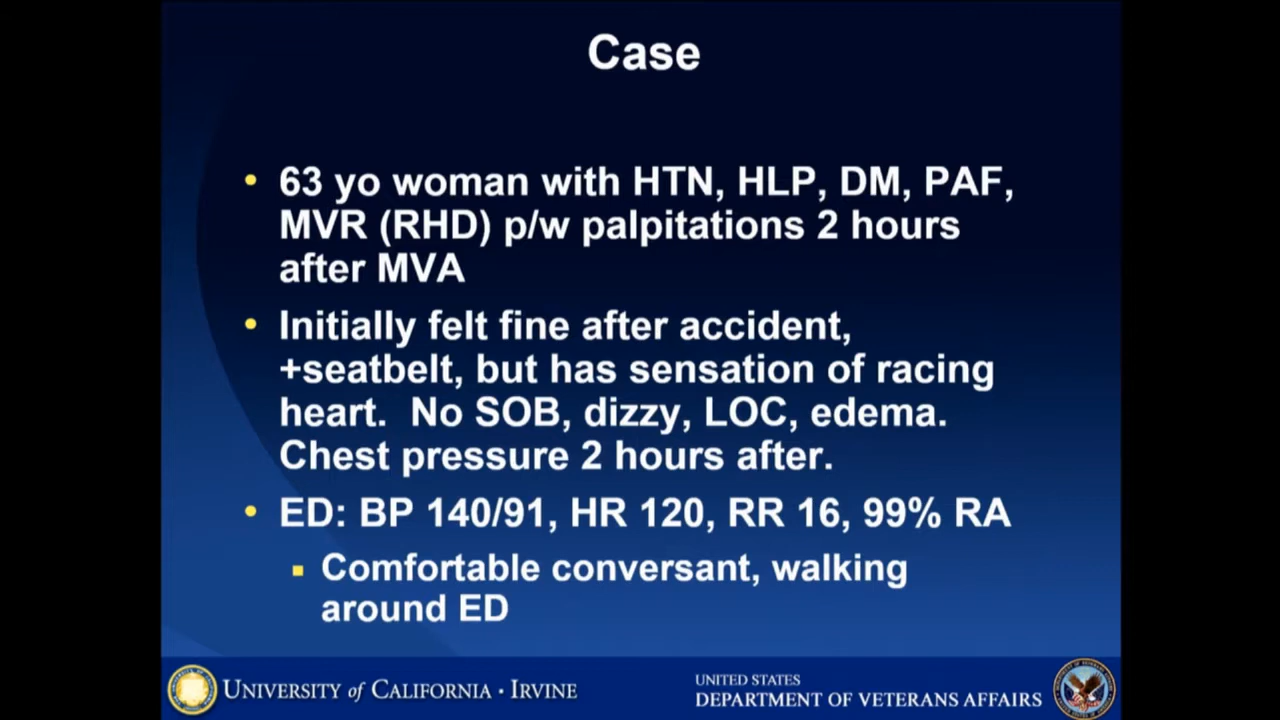 Case
• 63 yo woman with HTN, HLP, DM, PAF,
MVR (RHD) p/w palpitations 2 hours
after MVA
• Initially felt fine after accident,
+seatbelt, but has sensation of racing
heart. No SOB, dizzy, LOC, edema.
Chest pressure 2 hours after.
• ED: BP 140/91, HR 120, RR 16, 99% RA
▪ Comfortable conversant, walking
around ED
UNIVERSITY of CALIFORNIA · IRVINE
UNITED STATES
DEPARTMENT OF VETERANS AFFAIRS